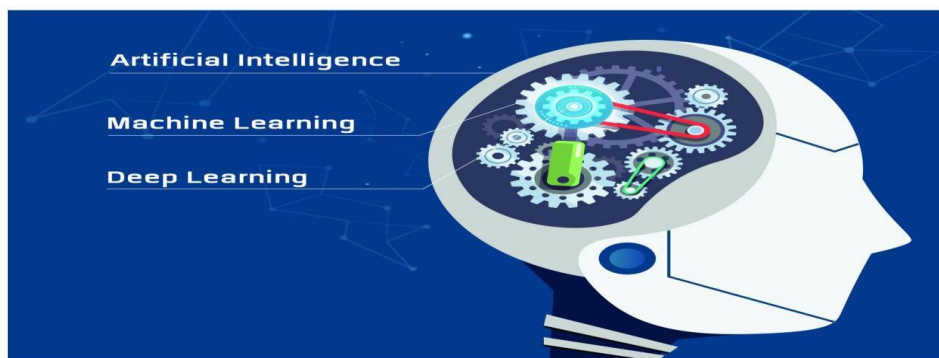 Artificial Intelligence
Machine Learning
Deep Learning